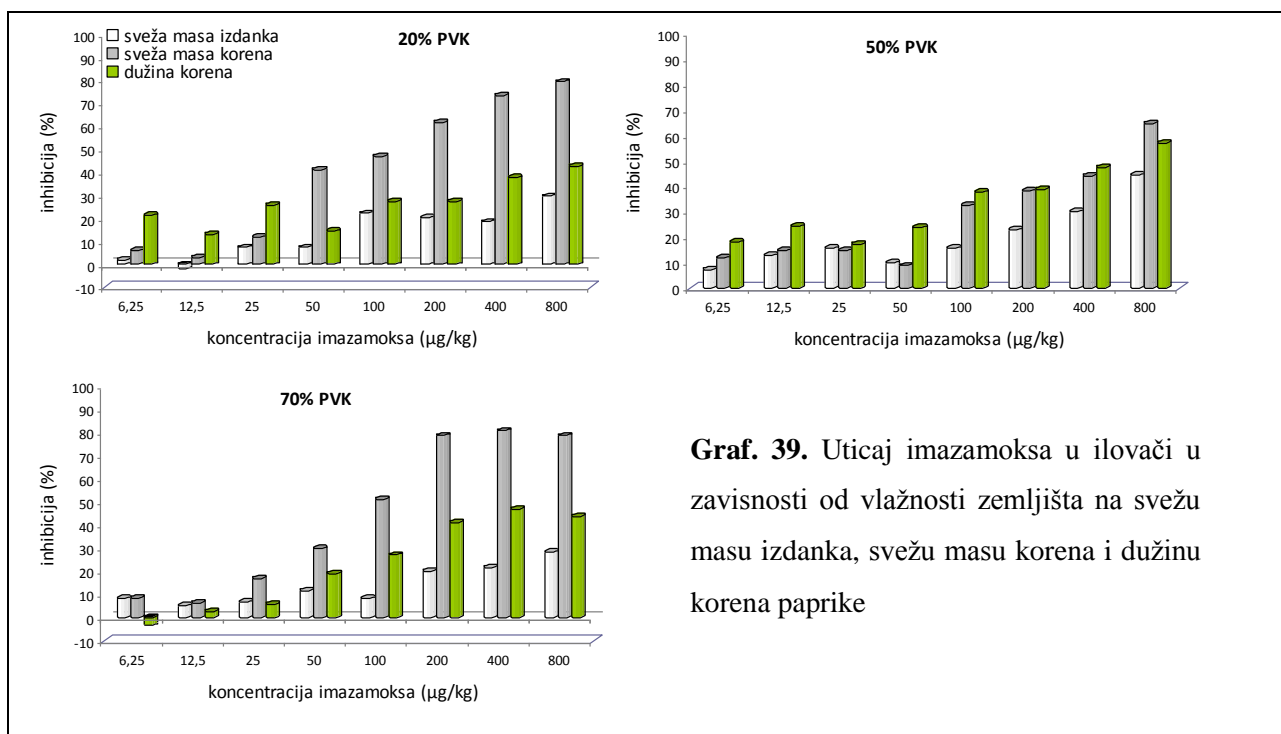 20% PVK
sveža masa izdanka
sveža masa korena
dužina korena
inhibicija (%)
100
90
80
70
60
50
40
30
20
10
0
-10
6,25 12,5 25 50 100 200 400 800
koncentracija imazamoksa (µg/kg)
50% PVK
inhibicija (%)
100
90
80
70
60
50
40
30
20
10
0
6,25 12,5 25 50 100 200 400 800
koncentracija imazamoksa (µg/kg)
70% PVK
inhibicija (%)
100
90
80
70
60
50
40
30
20
10
0
-10
6,25 12,5 25 50 100 200 400 800
koncentracija imazamoksa (µg/kg)
Graf. 39. Uticaj imazamoksa u ilovači u
zavisnosti od vlažnosti zemljišta na svežu
masu izdanka, svežu masu korena i dužinu
korena paprike